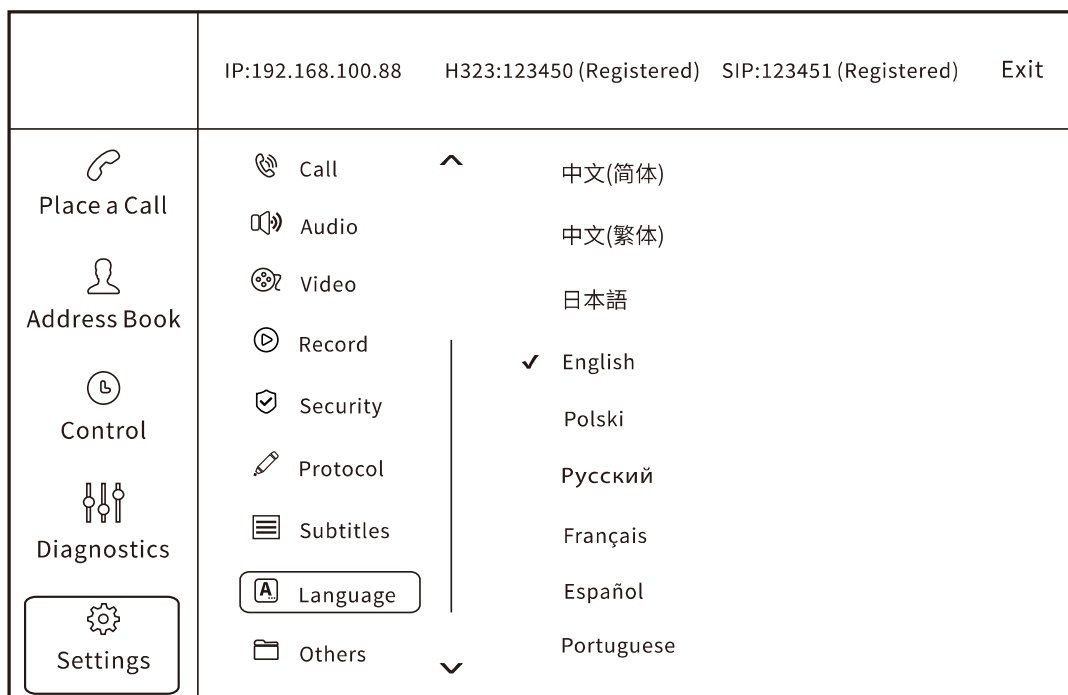 IP:192.168.100.88 H323:123450 (Registered) SIP:123451 (Registered) Exit
Place a Call
Address Book
Control
Diagnostics
Settings
Call
Audio
Video
Record
Security
Protocol
Subtitles
Language
Others
中文(简体)
中文(繁体)
日本語
English
Polski
Русский
Français
Español
Portuguese